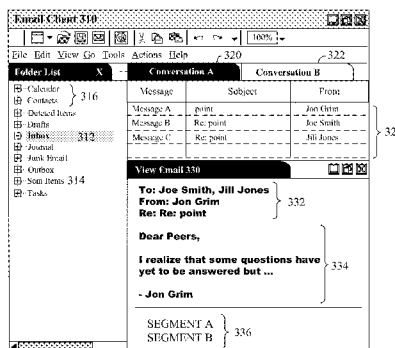 Email Client 310
100%
File Edit View Go Tools Actions Help 320 322
Folder List X
Conversation A Conversation B
Calendar
Contacts
316
Deleted Items
Drafts
Inbox 312
Journal
Junk Email
Outbox
Sent Items 314
Tasks
Message Subject From
Message A point Jon Grim
Message B Re: point Joe Smith
Message C Re: point Jill Jones
32
View Email 330
To: Joe Smith, Jill Jones
From: Jon Grim
Re: Re: point
332
Dear Peers,
I realize that some questions have
yet to be answered but ...
334
- Jon Grim
SEGMENT A
SEGMENT B
336